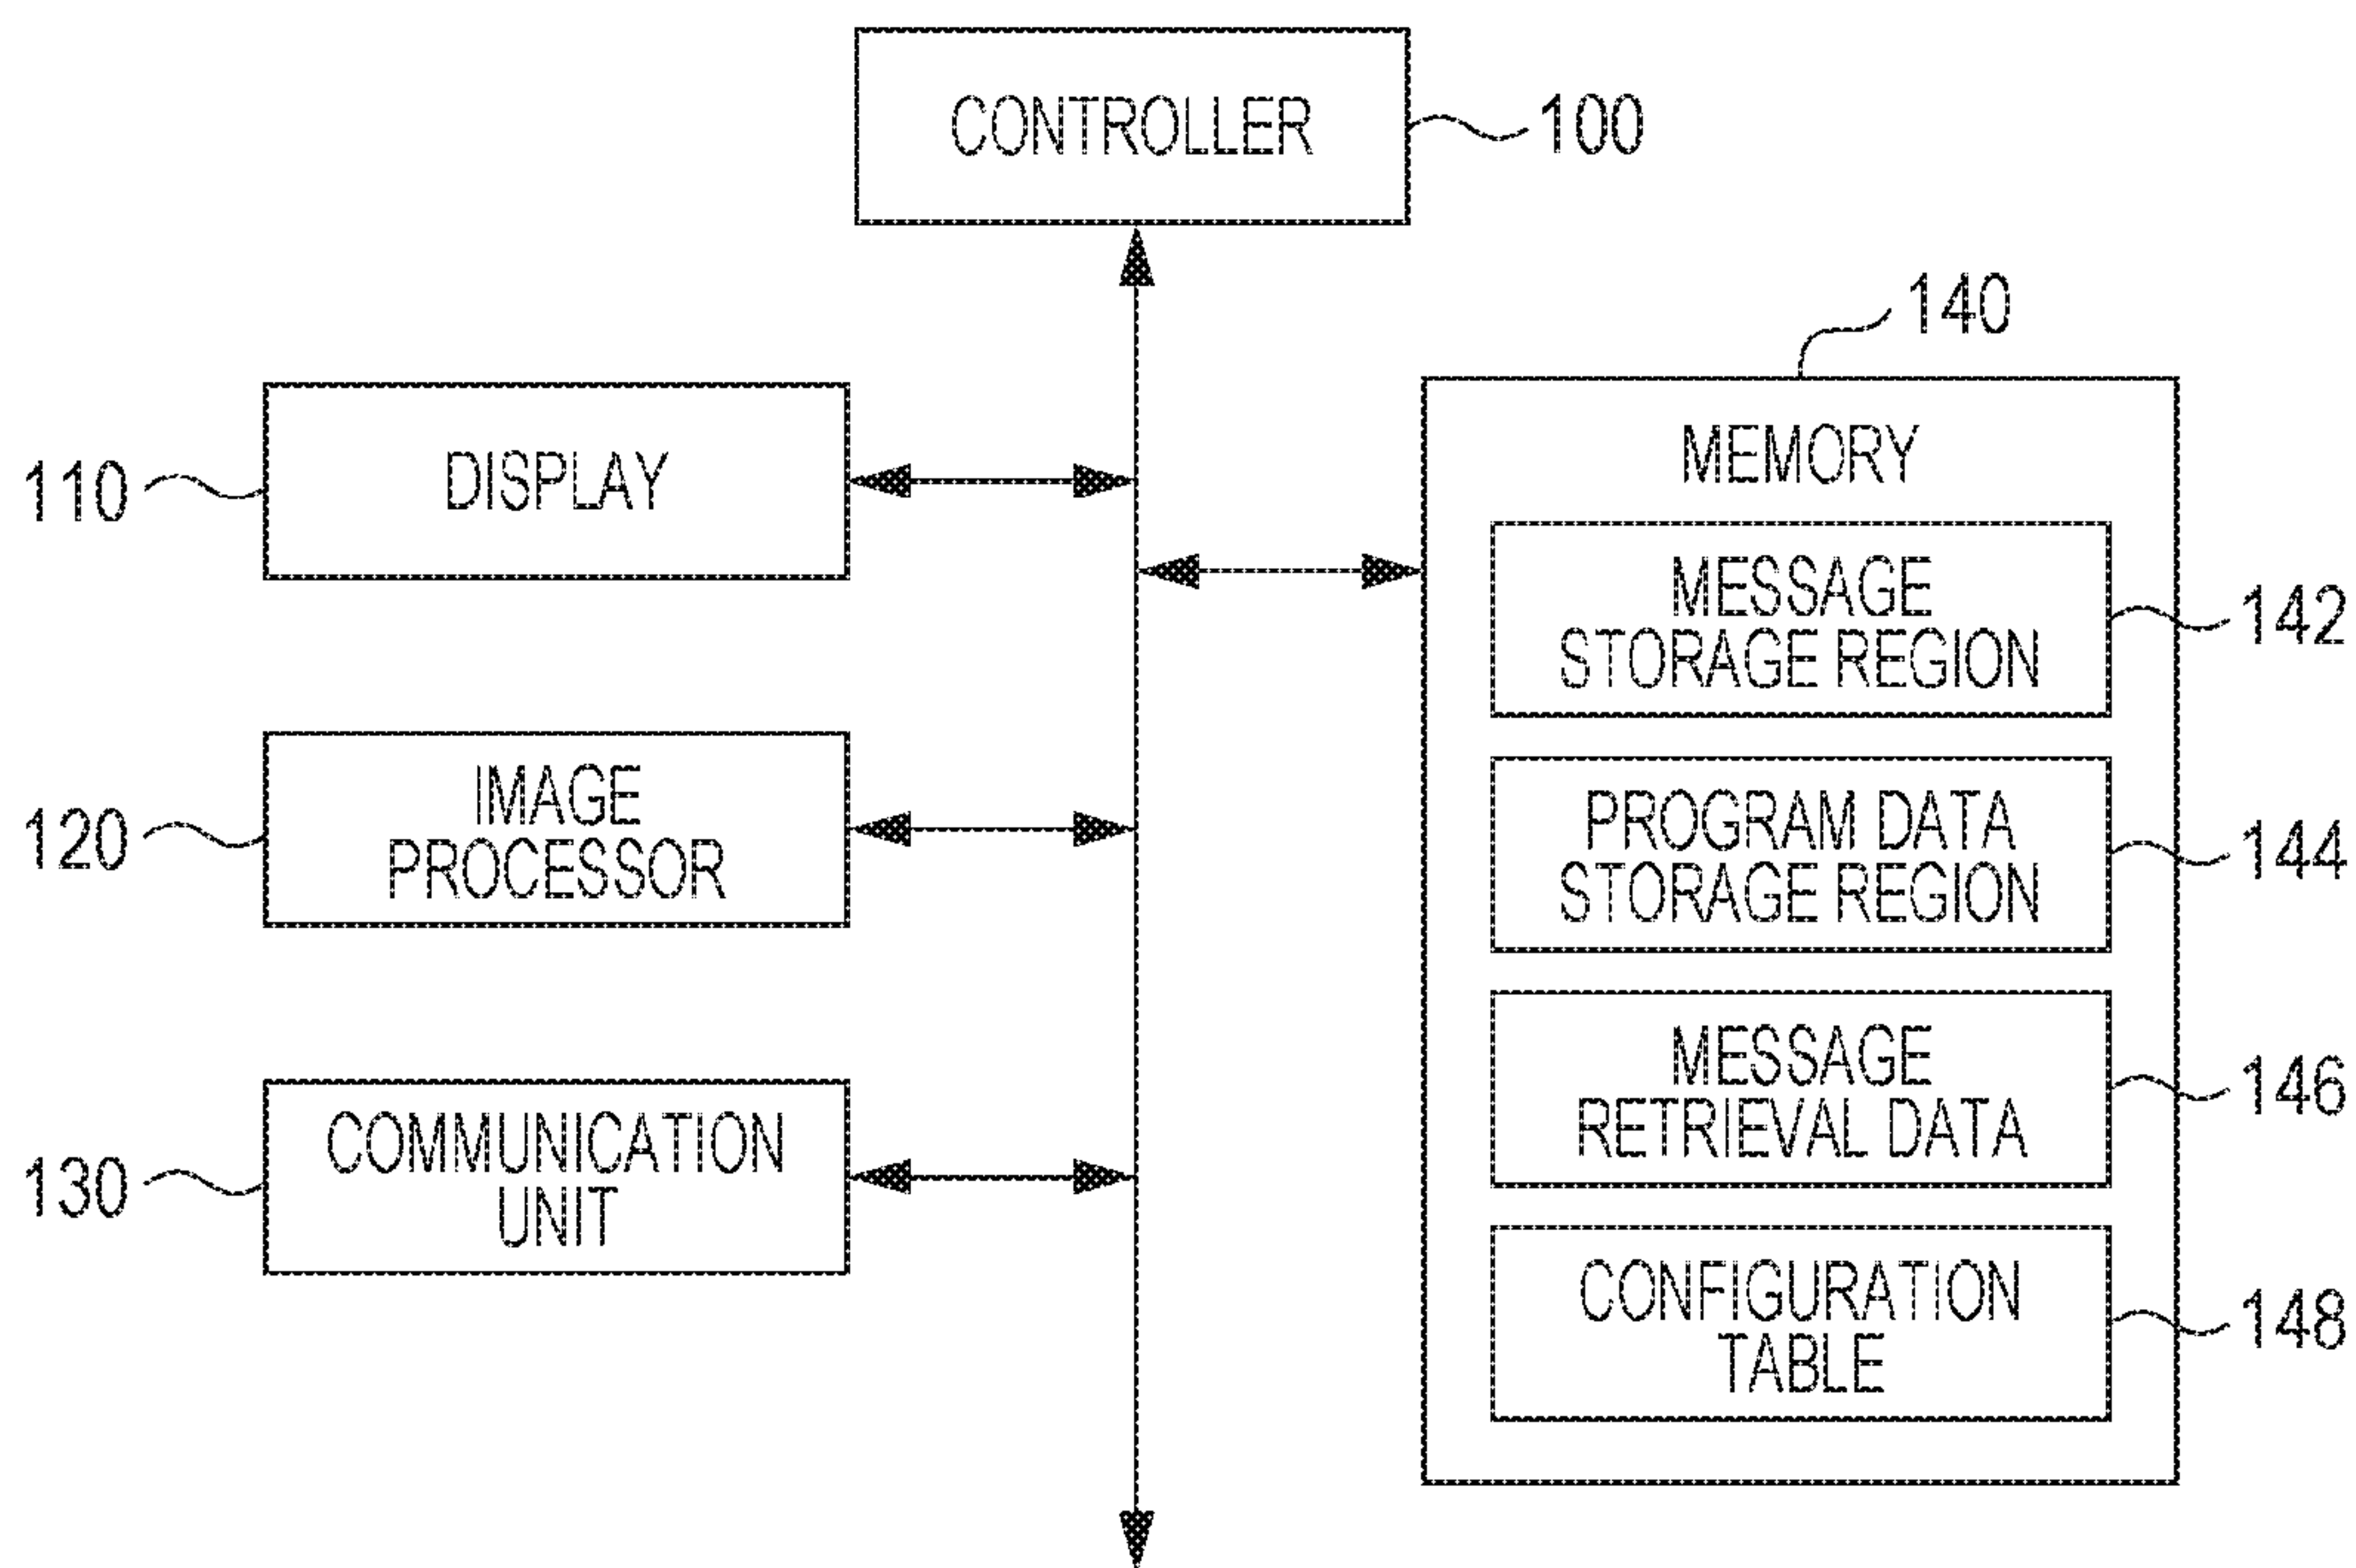 CONTROLLER
100
140
MEMORY
110
DISPLAY
MESSAGE
STORAGE REGION
142
120
IMAGE
PROCESSOR
PROGRAM DATA
STORAGE REGION
144
130
COMMUNICATION
UNIT
MESSAGE
RETRIEVAL DATA
146
CONFIGURATION
TABLE
148